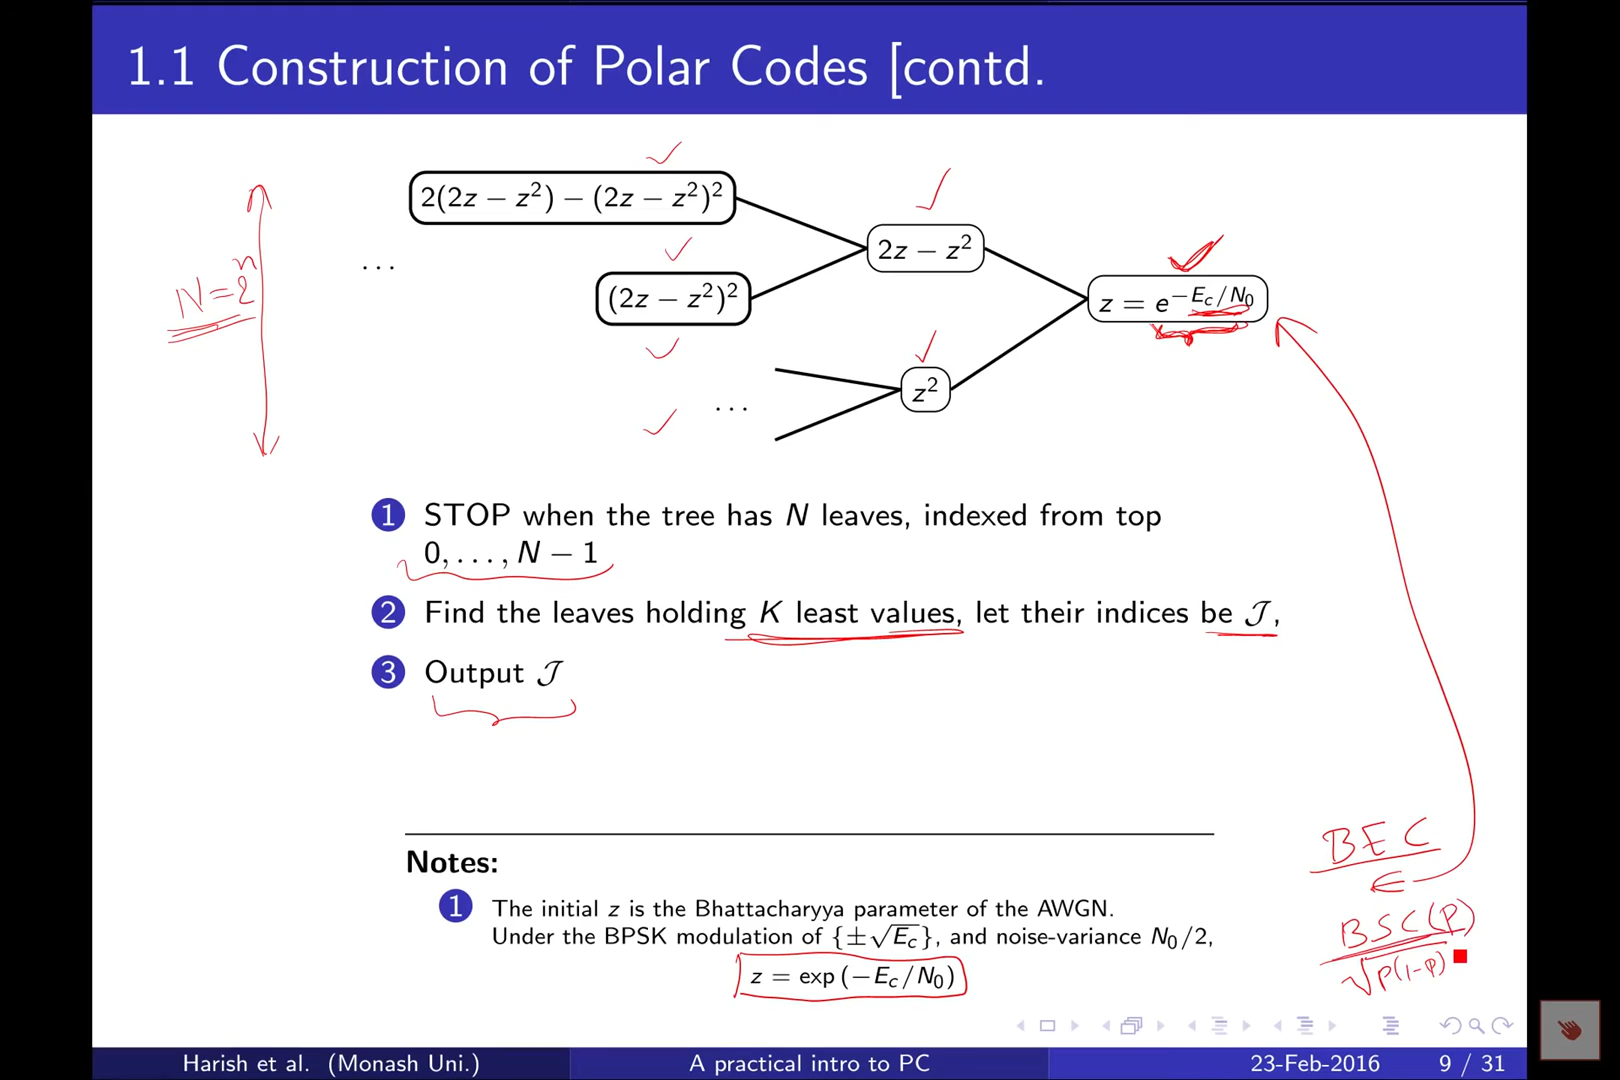 1.1 Construction of Polar Codes [contd.
2(2z − z²) − (2z − z²)²
2z − z²
N=2ⁿ
...
(2z − z²)²
z = e^{−E_c/N_0}
z²
...
1 STOP when the tree has N leaves, indexed from top
0, . . . , N − 1
2 Find the leaves holding K least values, let their indices be 𝒥,
3 Output 𝒥
BEC
∈
Notes:
1 The initial z is the Bhattacharyya parameter of the AWGN.
Under the BPSK modulation of {±√E_c}, and noise-variance N_0/2,
z = exp (−E_c/N_0)
BSC(p)
√p(1-p)
Harish et al. (Monash Uni.) A practical intro to PC 23-Feb-2016 9 / 31